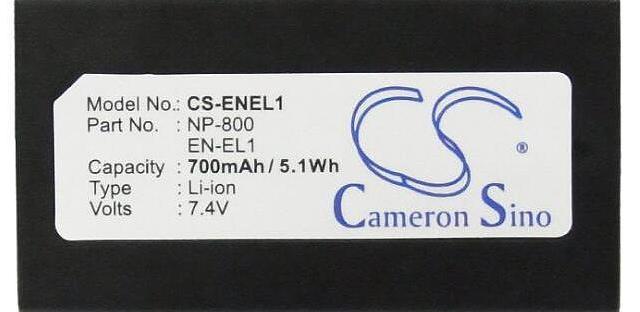 Model No.: CS-ENEL1
Part No. : NP-800
EN-EL1
Capacity : 700mAh / 5.1Wh
Type : Li-ion
Volts : 7.4V
CS ®
Cameron Sino